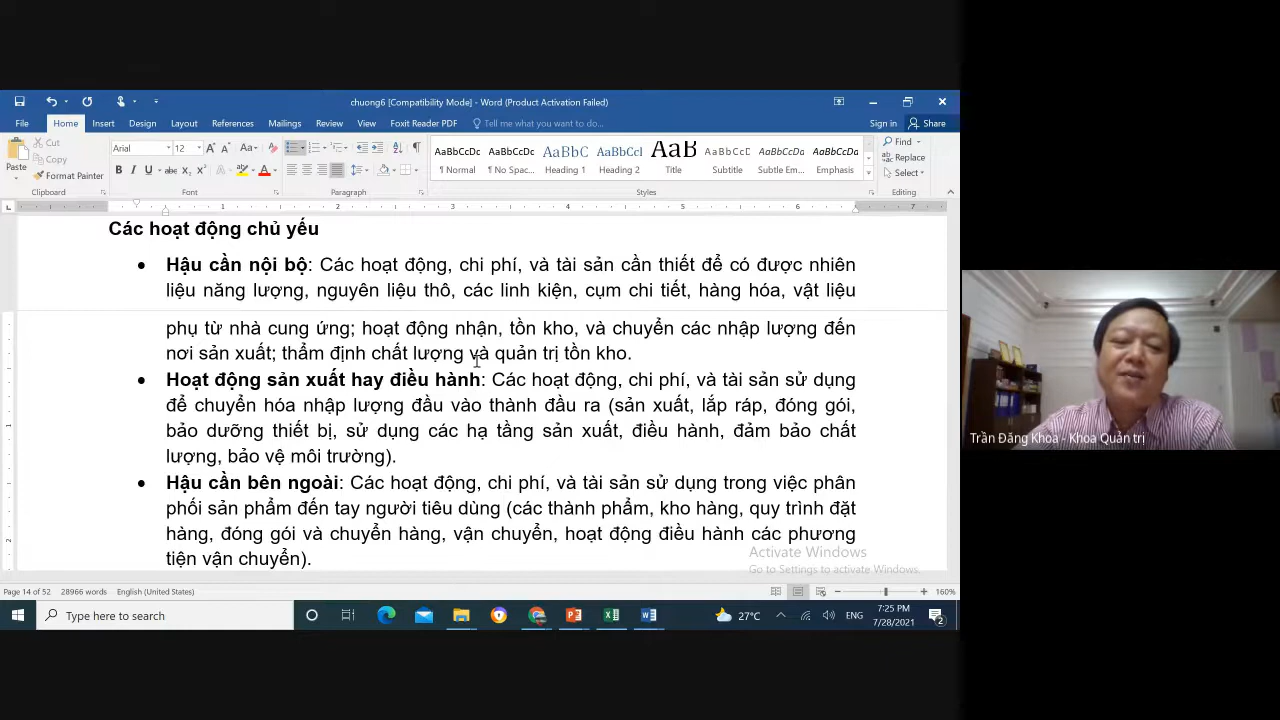 chuong6 [Compatibility Mode] - Word (Product Activation Failed)
File Home Insert Design Layout References Mailings Review View Foxit Reader PDF Tell me what you want to do... Sign in Share
Paste Cut Copy Format Painter Clipboard
Arial 12 Font
Paragraph
AaBbCcDc AaBbCcDc AaBbC AaBbCcI AaB AaBbCcD AaBbCcDa AaBbCcDa
¶ Normal ¶ No Spac... Heading 1 Heading 2 Title Subtitle Subtle Em... Emphasis
Styles
Find Replace Select Editing
1 2 3 4 5 6 7
Các hoạt động chủ yếu
• Hậu cần nội bộ: Các hoạt động, chi phí, và tài sản cần thiết để có được nhiên
liệu năng lượng, nguyên liệu thô, các linh kiện, cụm chi tiết, hàng hóa, vật liệu
phụ từ nhà cung ứng; hoạt động nhận, tồn kho, và chuyển các nhập lượng đến
nơi sản xuất; thẩm định chất lượng và quản trị tồn kho.
• Hoạt động sản xuất hay điều hành: Các hoạt động, chi phí, và tài sản sử dụng
để chuyển hóa nhập lượng đầu vào thành đầu ra (sản xuất, lắp ráp, đóng gói,
bảo dưỡng thiết bị, sử dụng các hạ tầng sản xuất, điều hành, đảm bảo chất
lượng, bảo vệ môi trường).
• Hậu cần bên ngoài: Các hoạt động, chi phí, và tài sản sử dụng trong việc phân
phối sản phẩm đến tay người tiêu dùng (các thành phẩm, kho hàng, quy trình đặt
hàng, đóng gói và chuyển hàng, vận chuyển, hoạt động điều hành các phương
tiện vận chuyển).
Activate Windows
Go to Settings to activate Windows.
Page 14 of 52 28966 words English (United States) 160%
Type here to search 27°C ENG 7:25 PM
7/28/2021
Trần Đăng Khoa - Khoa Quản trị